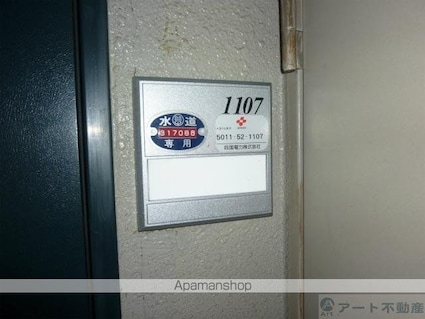 1107
水道
317086
専用
5011-52-1107
四国電力株式会社
Apamanshop
アート不動産